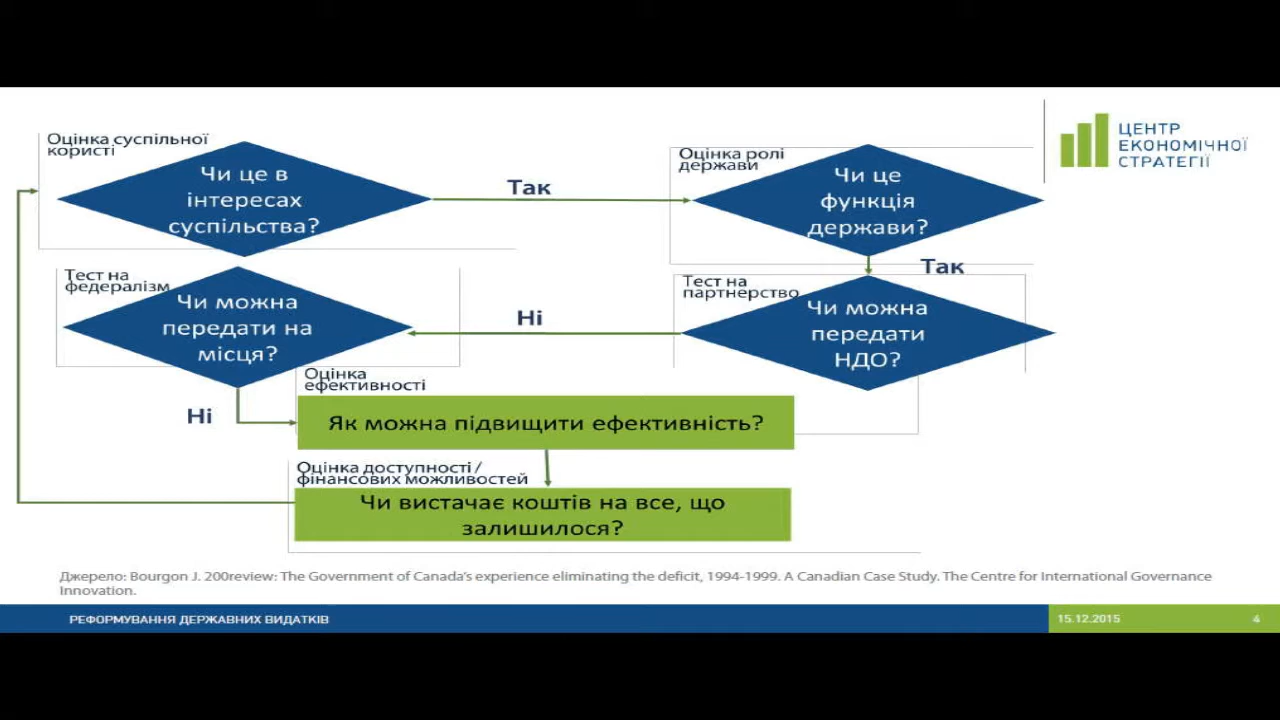 Оцінка суспільної
користі
Чи це в
інтересах
суспільства?
Так
Оцінка ролі
держави
Чи це
функція
держави?
ЦЕНТР
ЕКОНОМІЧНОЇ
СТРАТЕГІЇ
Так
Тест на
федералізм
Чи можна
передати на
місця?
Ні
Тест на
партнерство
Чи можна
передати
НДО?
Ні
Оцінка
ефективності
Як можна підвищити ефективність?
Оцінка доступності /
фінансових можливостей
Чи вистачає коштів на все, що
залишилося?
Джерело: Bourgon J. 200review: The Government of Canada's experience eliminating the deficit, 1994-1999. A Canadian Case Study. The Centre for International Governance
Innovation.
РЕФОРМУВАННЯ ДЕРЖАВНИХ ВИДАТКІВ
15.12.2015
4